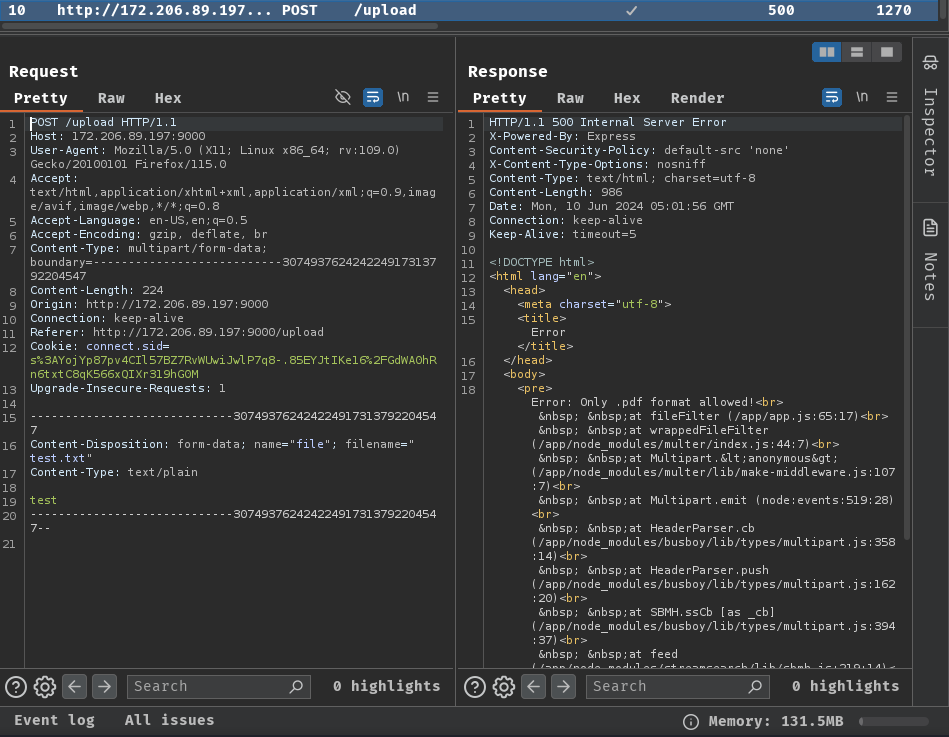 10 http://172.206.89.197... POST /upload ✓ 500 1270
Request
Pretty Raw Hex \n
1 POST /upload HTTP/1.1
2 Host: 172.206.89.197:9000
3 User-Agent: Mozilla/5.0 (X11; Linux x86_64; rv:109.0)
Gecko/20100101 Firefox/115.0
4 Accept:
text/html,application/xhtml+xml,application/xml;q=0.9,imag
e/avif,image/webp,*/*;q=0.8
5 Accept-Language: en-US,en;q=0.5
6 Accept-Encoding: gzip, deflate, br
7 Content-Type: multipart/form-data;
boundary=---------------------------3074937624242249173137
92204547
8 Content-Length: 224
9 Origin: http://172.206.89.197:9000
10 Connection: keep-alive
11 Referer: http://172.206.89.197:9000/upload
12 Cookie: connect.sid=
s%3AYojYp87pv4CIl57BZ7RvWUwiJwlP7q8-.85EYJtIKe16%2FGdWAOhR
n6txtC8qK566xQIXr319hG0M
13 Upgrade-Insecure-Requests: 1
14
15 -----------------------------307493762424224917313792204​54
7
16 Content-Disposition: form-data; name="file"; filename="
test.txt"
17 Content-Type: text/plain
18
19 test
20 -----------------------------30749376242422491731379220454
7--
21
Search 0 highlights
Response
Pretty Raw Hex Render \n
1 HTTP/1.1 500 Internal Server Error
2 X-Powered-By: Express
3 Content-Security-Policy: default-src 'none'
4 X-Content-Type-Options: nosniff
5 Content-Type: text/html; charset=utf-8
6 Content-Length: 986
7 Date: Mon, 10 Jun 2024 05:01:56 GMT
8 Connection: keep-alive
9 Keep-Alive: timeout=5
10
11 <!DOCTYPE html>
12 <html lang="en">
13 <head>
14 <meta charset="utf-8">
15 <title>
Error
</title>
16 </head>
17 <body>
18 <pre>
Error: Only .pdf format allowed!<br>
&nbsp; &nbsp;at fileFilter (/app/app.js:65:17)<br>
&nbsp; &nbsp;at wrappedFileFilter
(/app/node_modules/multer/index.js:44:7)<br>
&nbsp; &nbsp;at Multipart.&lt;anonymous&gt;
(/app/node_modules/multer/lib/make-middleware.js:107
:7)<br>
&nbsp; &nbsp;at Multipart.emit (node:events:519:28)
<br>
&nbsp; &nbsp;at HeaderParser.cb
(/app/node_modules/busboy/lib/types/multipart.js:358
:14)<br>
&nbsp; &nbsp;at HeaderParser.push
(/app/node_modules/busboy/lib/types/multipart.js:162
:20)<br>
&nbsp; &nbsp;at SBMH.ssCb [as _cb]
(/app/node_modules/busboy/lib/types/multipart.js:394
:37)<br>
&nbsp; &nbsp;at feed
(/app/node_modules/streamsearch/lib/sbmh.js:219:14)<
Search 0 highlights
Inspector
Notes
Event log All issues Memory: 131.5MB